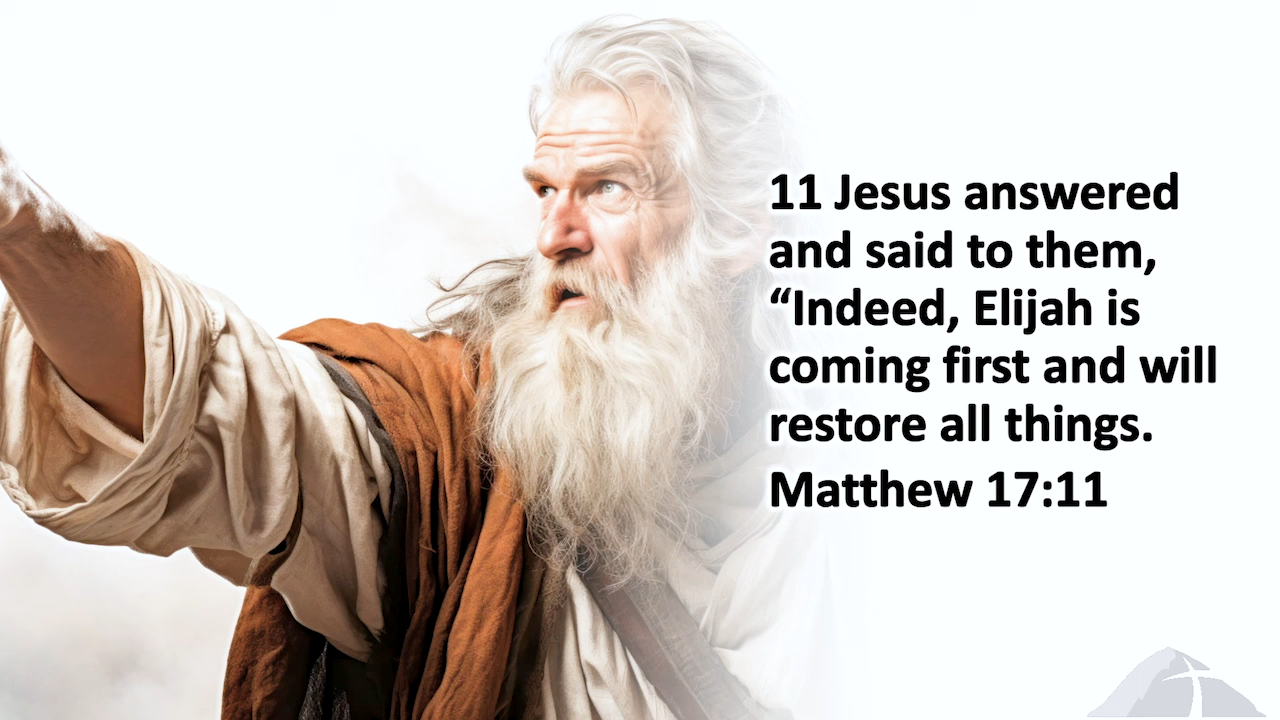 11 Jesus answered
and said to them,
“Indeed, Elijah is
coming first and will
restore all things.
Matthew 17:11